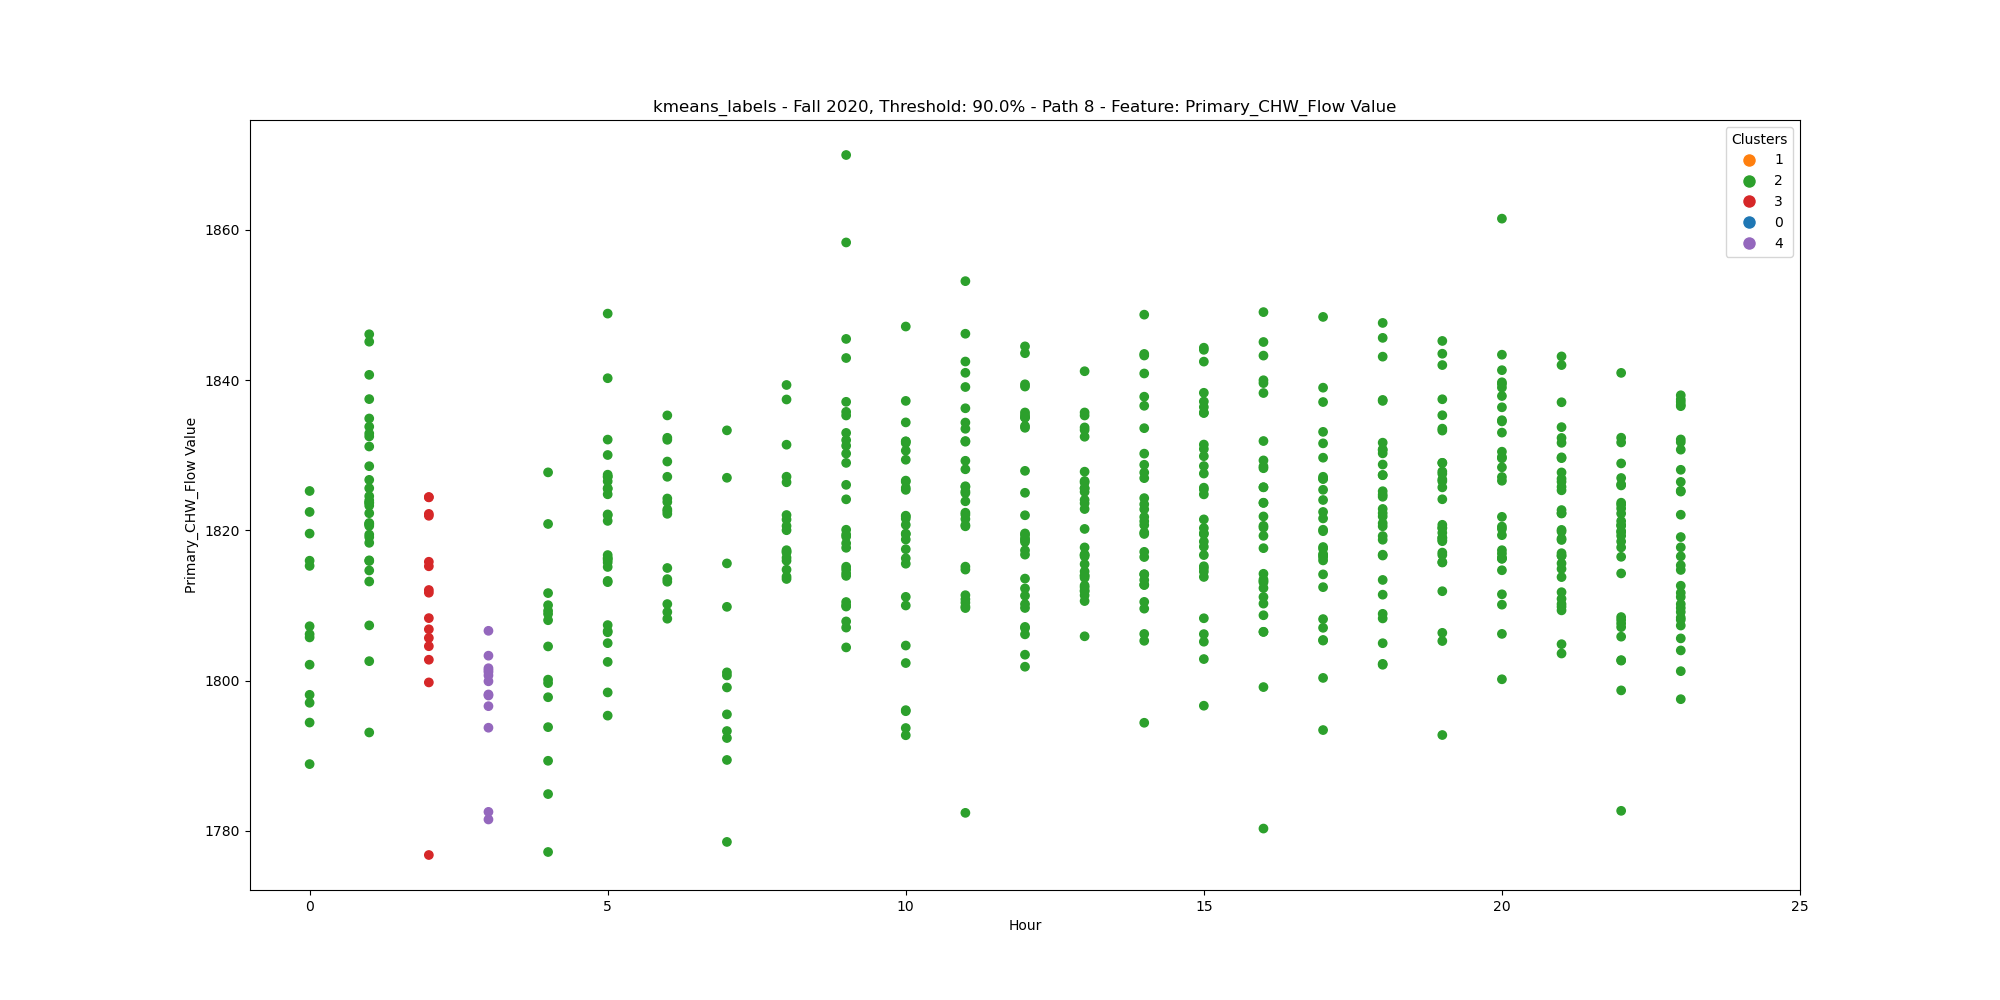 kmeans_labels - Fall 2020, Threshold: 90.0% - Path 8 - Feature: Primary_CHW_Flow Value
Clusters
1
2
3
0
4
1860
1840
1820
1800
1780
Primary_CHW_Flow Value
0 5 10 15 20 25
Hour